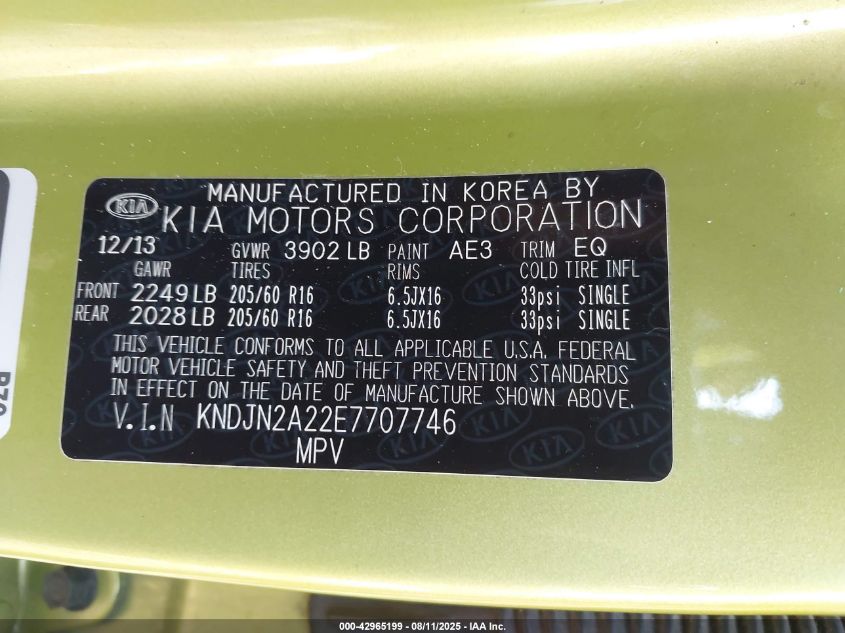 MANUFACTURED IN KOREA BY
KIA KIA MOTORS CORPORATION
12/13 GVWR 3902 LB PAINT AE3 TRIM EQ
GAWR TIRES RIMS COLD TIRE INFL
FRONT 2249 LB 205/60 R16 6.5JX16 33psi SINGLE
REAR 2028 LB 205/60 R16 6.5JX16 33psi SINGLE
THIS VEHICLE CONFORMS TO ALL APPLICABLE U.S.A. FEDERAL
MOTOR VEHICLE SAFETY AND THEFT PREVENTION STANDARDS
IN EFFECT ON THE DATE OF MANUFACTURE SHOWN ABOVE.
V.I.N KNDJN2A22E7707746
MPV
000-42965199 - 08/11/2025 - IAA Inc.